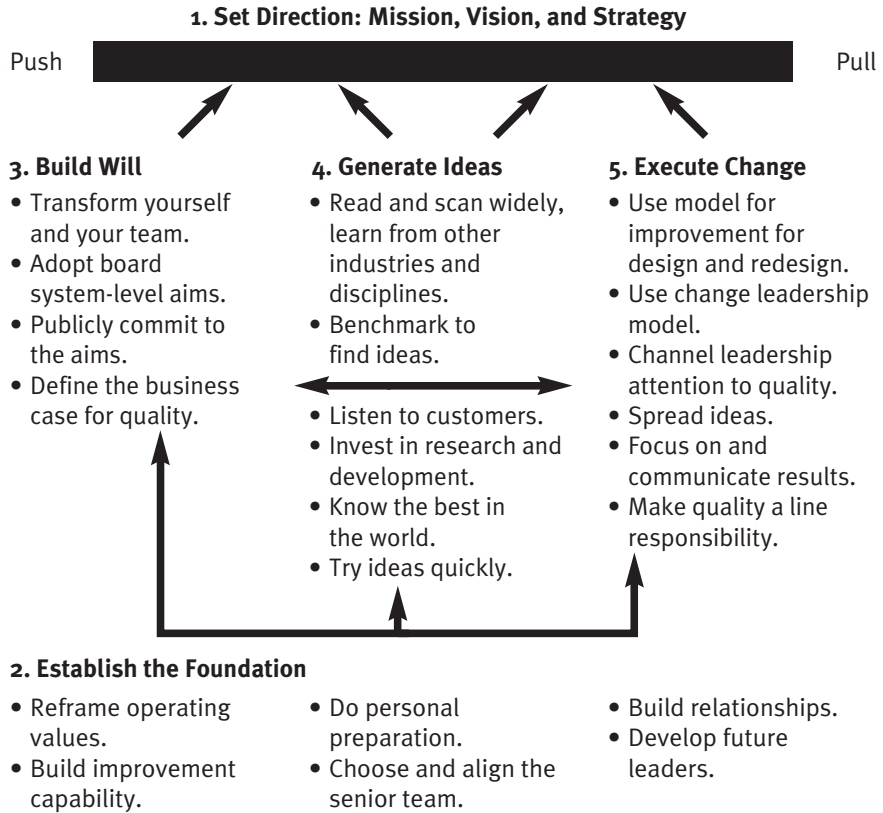 1. Set Direction: Mission, Vision, and Strategy
Push
Pull
3. Build Will
• Transform yourself
and your team.
• Adopt board
system-level aims.
• Publicly commit to
the aims.
• Define the business
case for quality.
4. Generate Ideas
• Read and scan widely,
learn from other
industries and
disciplines.
• Benchmark to
find ideas.
• Listen to customers.
• Invest in research and
development.
• Know the best in
the world.
• Try ideas quickly.
5. Execute Change
• Use model for
improvement for
design and redesign.
• Use change leadership
model.
• Channel leadership
attention to quality.
• Spread ideas.
• Focus on and
communicate results.
• Make quality a line
responsibility.
2. Establish the Foundation
• Reframe operating
values.
• Build improvement
capability.
• Do personal
preparation.
• Choose and align the
senior team.
• Build relationships.
• Develop future
leaders.